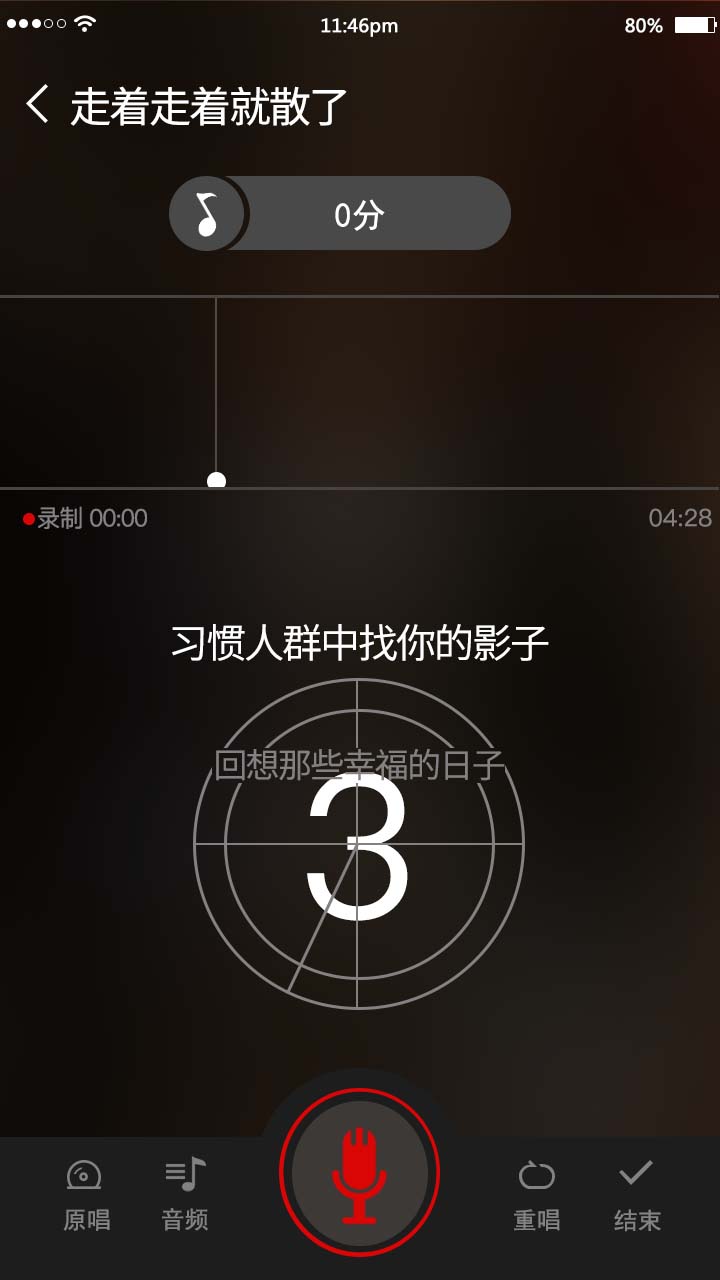 11:46pm 80%
走着走着就散了
0分
录制 00:00 04:28
习惯人群中找你的影子
回想那些幸福的日子
3
原唱 音频 重唱 结束